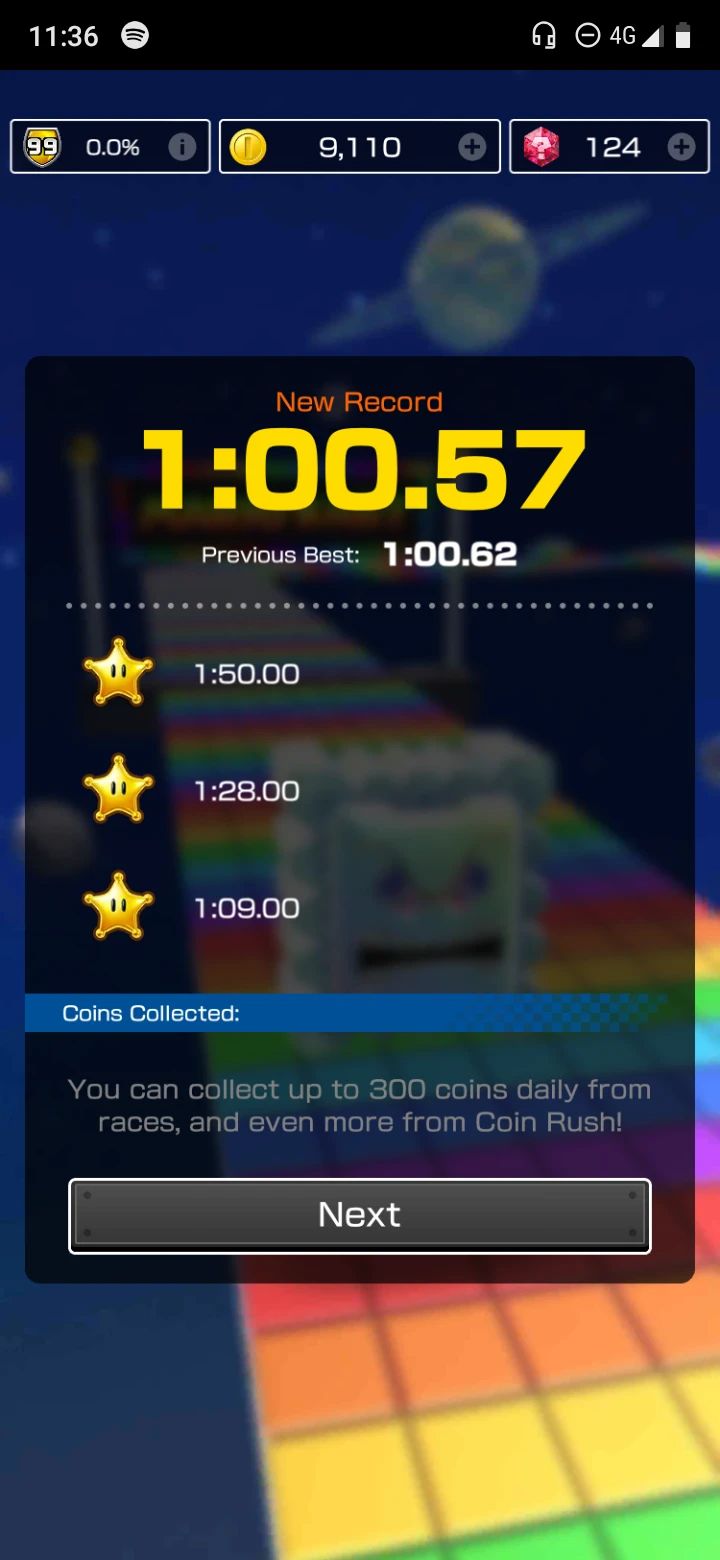 11:36 4G
99 0.0% i 9,110 + ? 124 +
New Record
1:00.57
Previous Best: 1:00.62
1:50.00
1:28.00
1:09.00
Coins Collected:
You can collect up to 300 coins daily from
races, and even more from Coin Rush!
Next